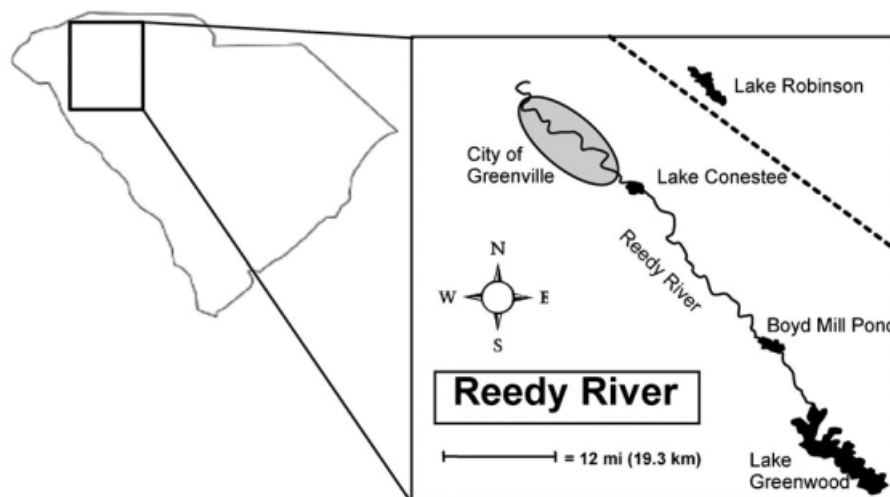 Lake Robinson
City of
Greenville
Lake Conestee
Reedy River
N
W
E
S
Boyd Mill Pond
Reedy River
= 12 mi (19.3 km)
Lake
Greenwood